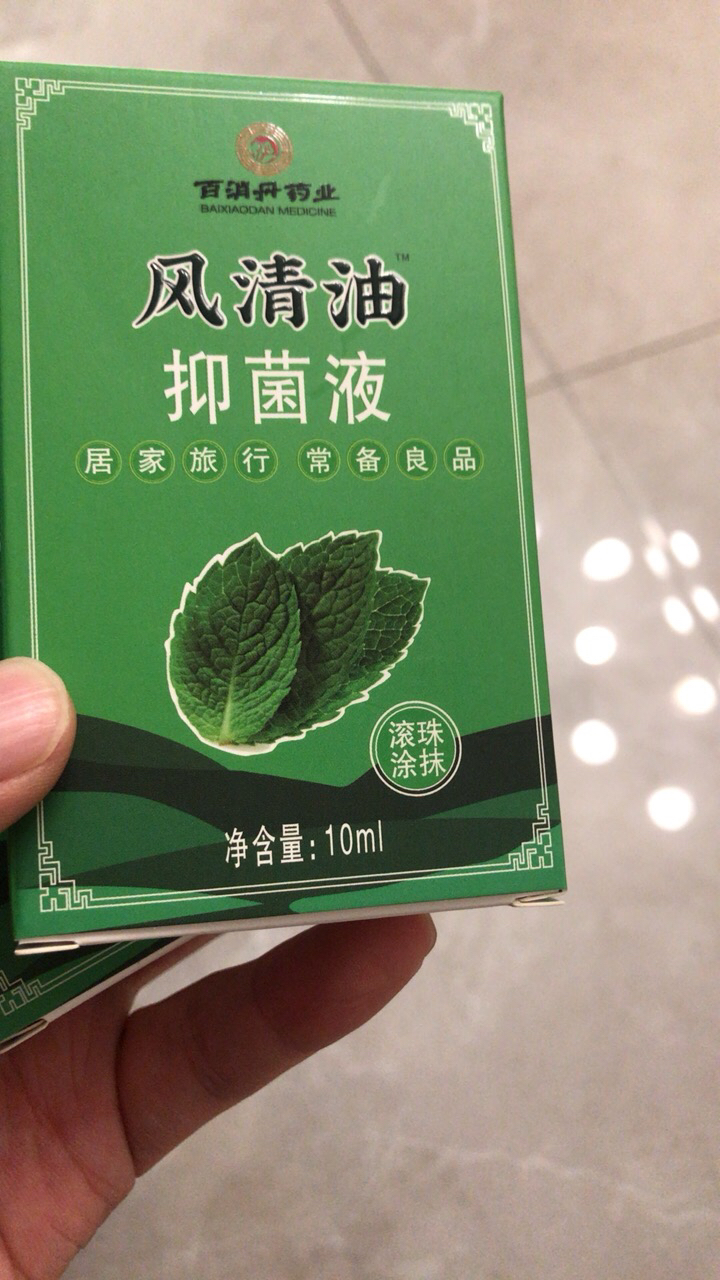 百消丹药业
BAIXIAODAN MEDICINE
风清油™
抑菌液
居家旅行 常备良品
滚珠
涂抹
净含量:10ml